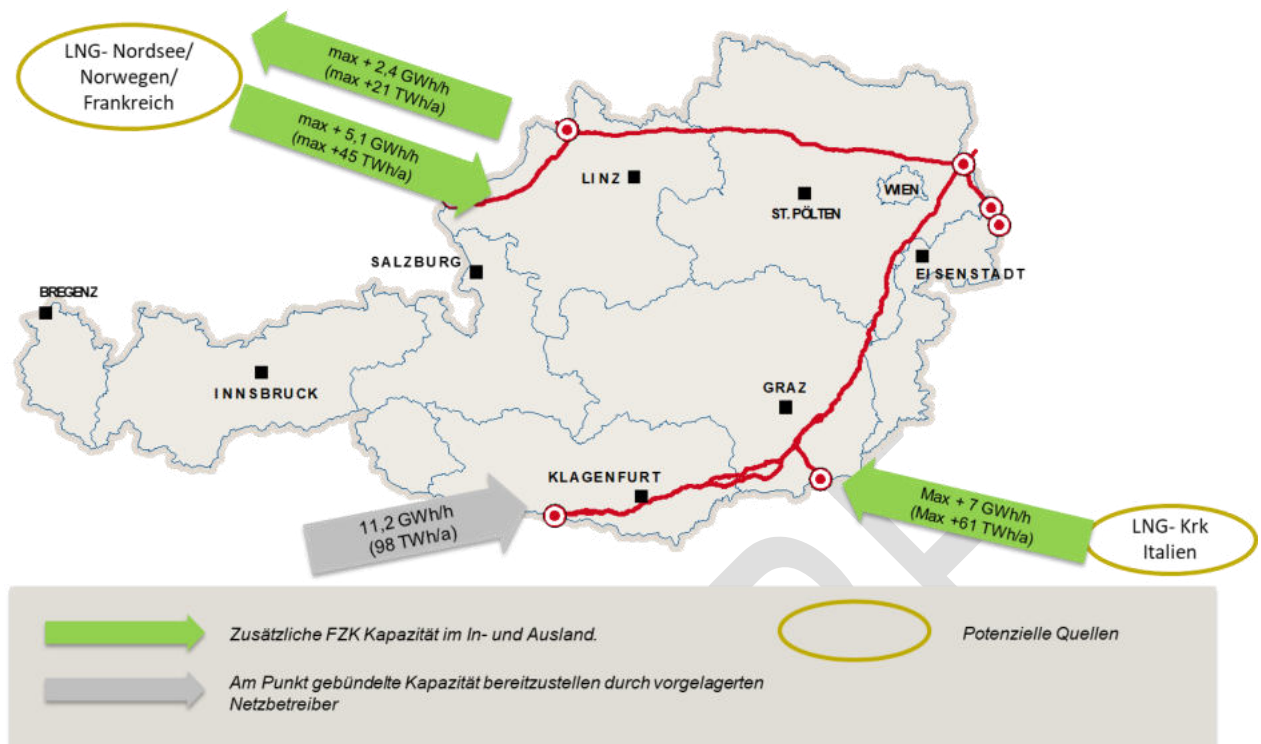 LNG- Nordsee/
Norwegen/
Frankreich
max + 2,4 GWh/h
(max +21 TWh/a)
max + 5,1 GWh/h
(max +45 TWh/a)
LINZ
WIEN
ST. PÖLTEN
SALZBURG
EISENSTADT
BREGENZ
INNSBRUCK
GRAZ
KLAGENFURT
11,2 GWh/h
(98 TWh/a)
Max + 7 GWh/h
(Max +61 TWh/a)
LNG- Krk
Italien
Zusätzliche FZK Kapazität im In- und Ausland.
Potenzielle Quellen
Am Punkt gebündelte Kapazität bereitzustellen durch vorgelagerten
Netzbetreiber